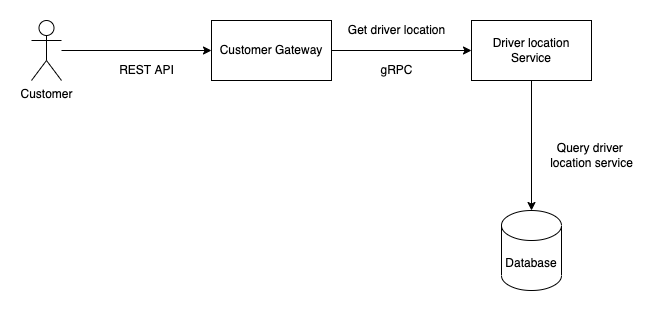 Get driver location
Customer Gateway
Driver location
Service
REST API
gRPC
Customer
Query driver
location service
Database